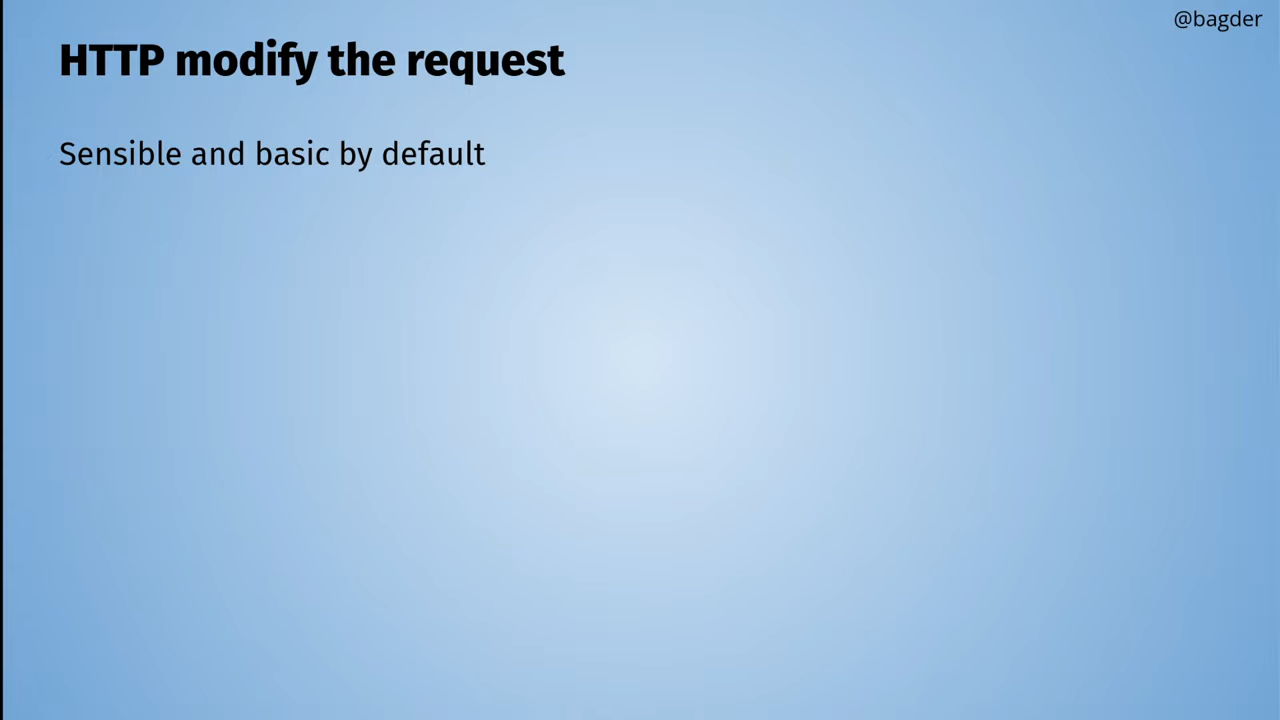 @bagder
HTTP modify the request
Sensible and basic by default